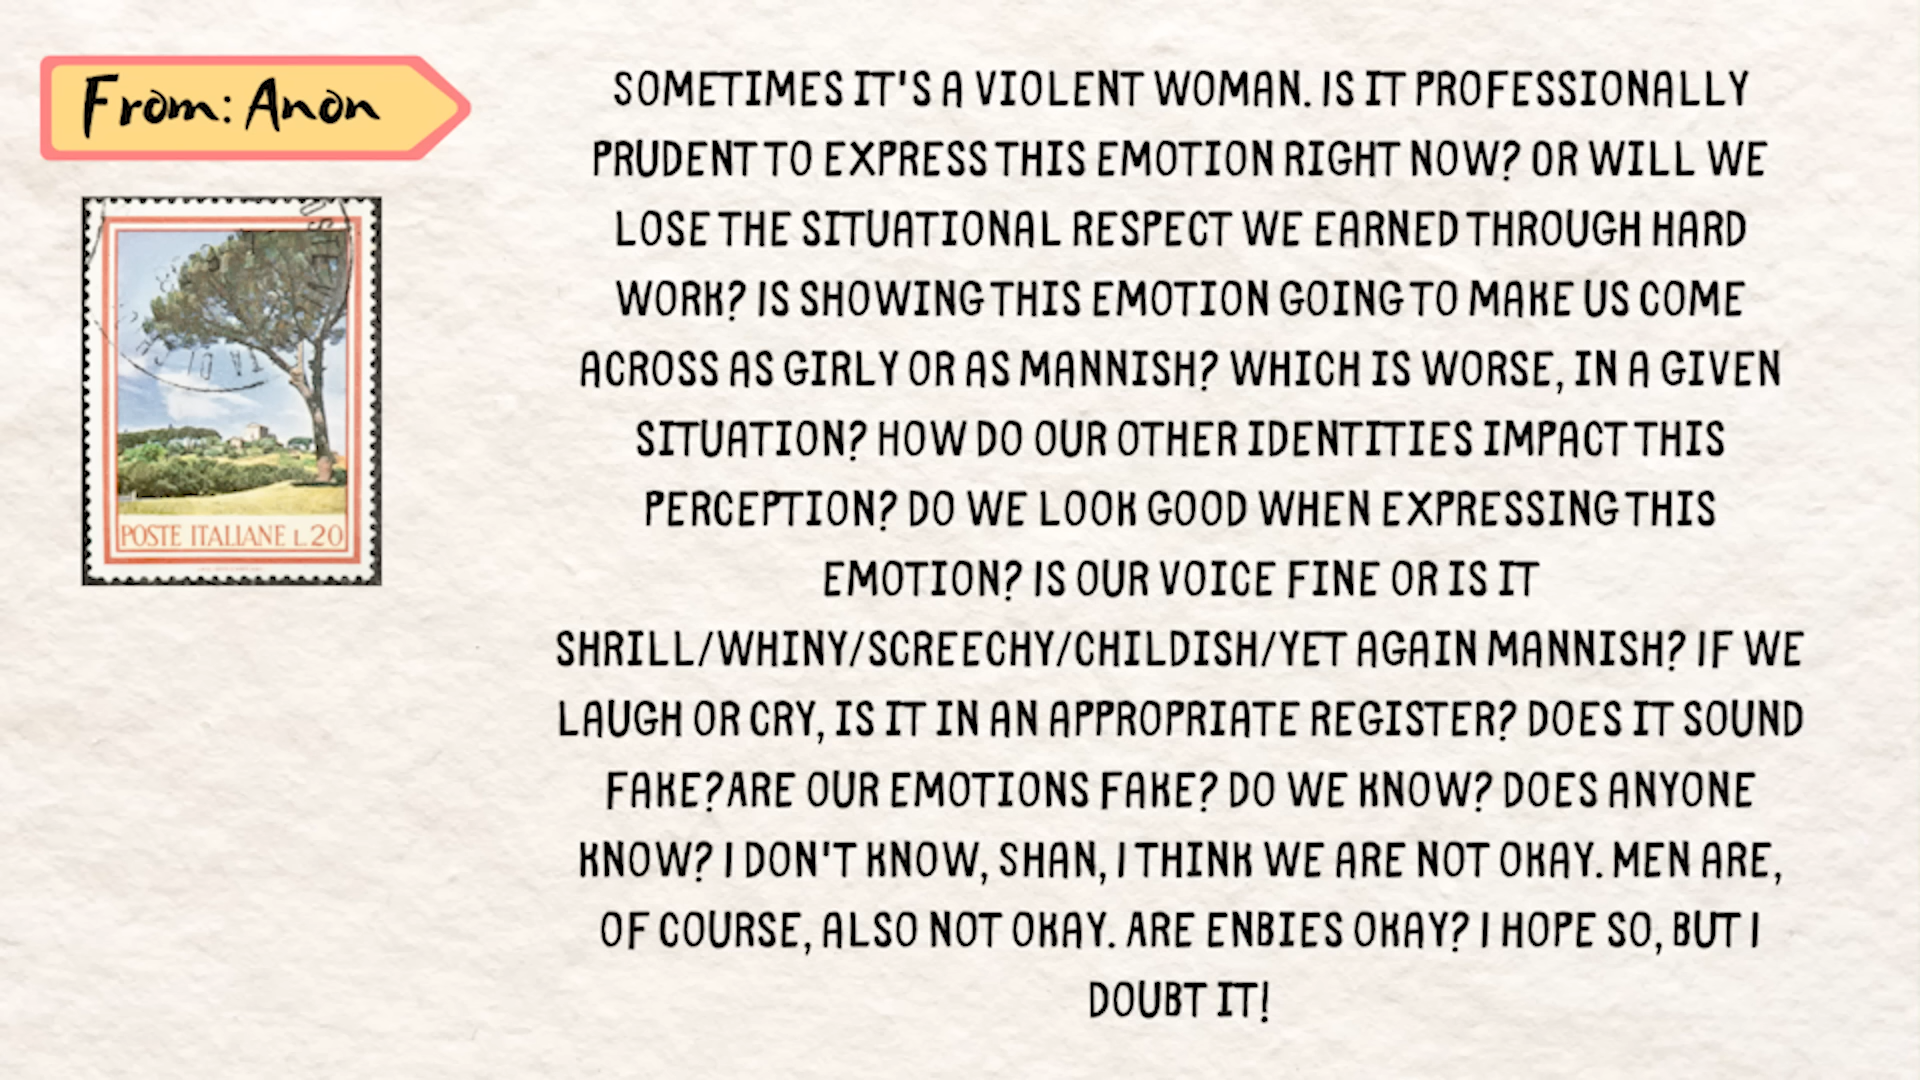 From: Anon
SOMETIMES IT'S A VIOLENT WOMAN. IS IT PROFESSIONALLY
PRUDENT TO EXPRESS THIS EMOTION RIGHT NOW? OR WILL WE
LOSE THE SITUATIONAL RESPECT WE EARNED THROUGH HARD
WORK? IS SHOWING THIS EMOTION GOING TO MAKE US COME
ACROSS AS GIRLY OR AS MANNISH? WHICH IS WORSE, IN A GIVEN
SITUATION? HOW DO OUR OTHER IDENTITIES IMPACT THIS
PERCEPTION? DO WE LOOK GOOD WHEN EXPRESSING THIS
EMOTION? IS OUR VOICE FINE OR IS IT
SHRILL/WHINY/SCREECHY/CHILDISH/YET AGAIN MANNISH? IF WE
LAUGH OR CRY, IS IT IN AN APPROPRIATE REGISTER? DOES IT SOUND
FAKE?ARE OUR EMOTIONS FAKE? DO WE KNOW? DOES ANYONE
KNOW? I DON'T KNOW, SHAN, I THINK WE ARE NOT OKAY. MEN ARE,
OF COURSE, ALSO NOT OKAY. ARE ENBIES OKAY? I HOPE SO, BUT I
DOUBT IT!
POSTE ITALIANE L.20